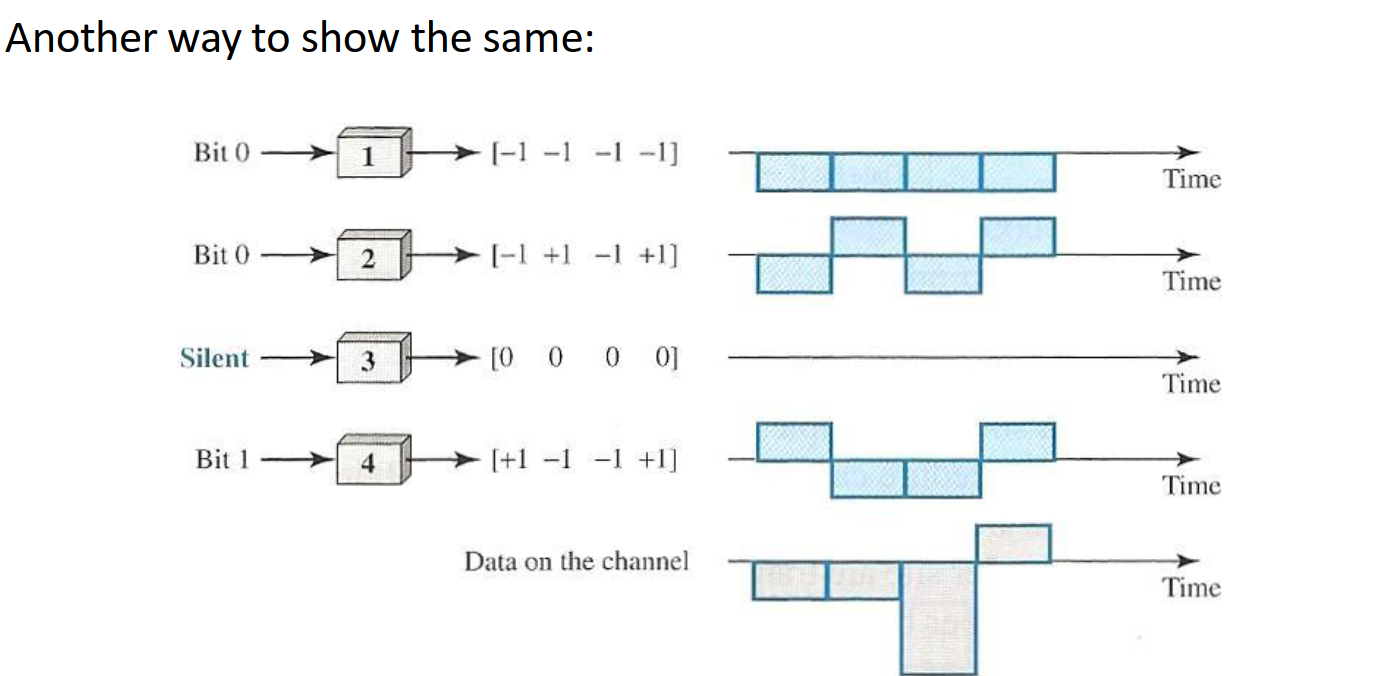 Another way to show the same:
Bit 0 1 [−1 −1 −1 −1]
Time
Bit 0 2 [−1 +1 −1 +1]
Time
Silent 3 [0 0 0 0]
Time
Bit 1 4 [+1 −1 −1 +1]
Time
Data on the channel
Time